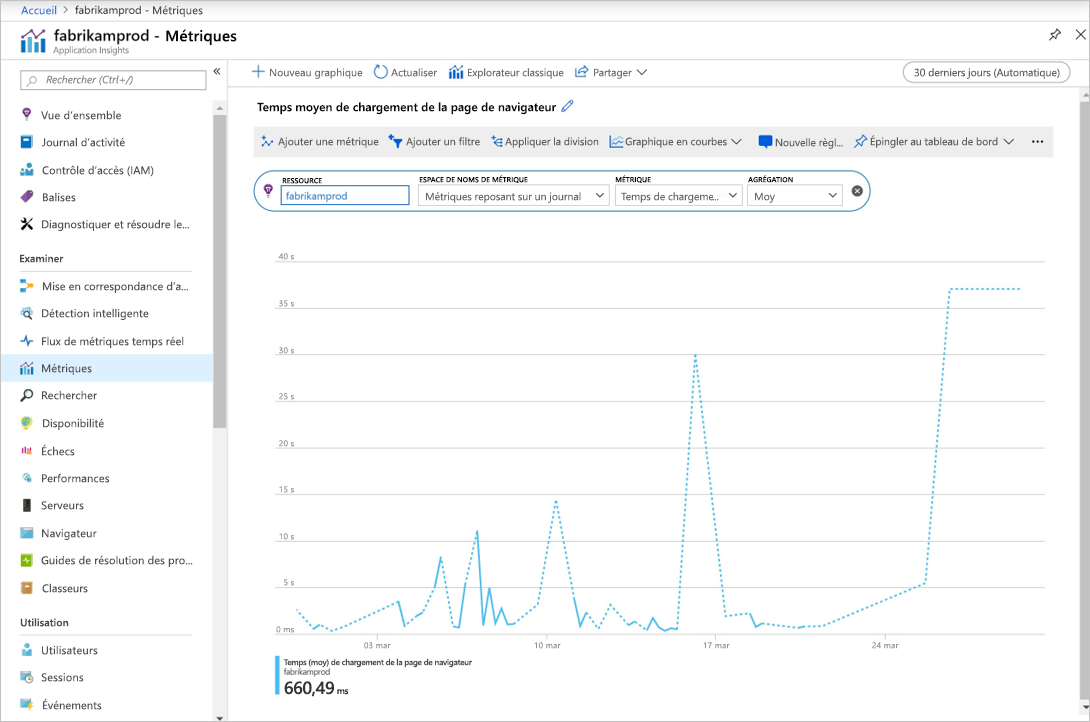 Accueil > fabrikamprod - Métriques
fabrikamprod - Métriques
Application Insights
Rechercher (Ctrl+/)
«
Vue d'ensemble
Journal d'activité
Contrôle d'accès (IAM)
Balises
Diagnostiquer et résoudre le...
Examiner
Mise en correspondance d'a...
Détection intelligente
Flux de métriques temps réel
Métriques
Rechercher
Disponibilité
Échecs
Performances
Serveurs
Navigateur
Guides de résolution des pro...
Classeurs
Utilisation
Utilisateurs
Sessions
Événements
Nouveau graphique Actualiser Explorateur classique Partager
30 derniers jours (Automatique)
Temps moyen de chargement de la page de navigateur
Ajouter une métrique Ajouter un filtre Appliquer la division Graphique en courbes Nouvelle règl... Épingler au tableau de bord ...
RESSOURCE ESPACE DE NOMS DE MÉTRIQUE MÉTRIQUE AGRÉGATION
fabrikamprod Métriques reposant sur un journal Temps de chargeme... Moy
40 s
35 s
30 s
25 s
20 s
15 s
10 s
5 s
0 ms
03 mar 10 mar 17 mar 24 mar
Temps (moy) de chargement de la page de navigateur
fabrikamprod
660,49 ms